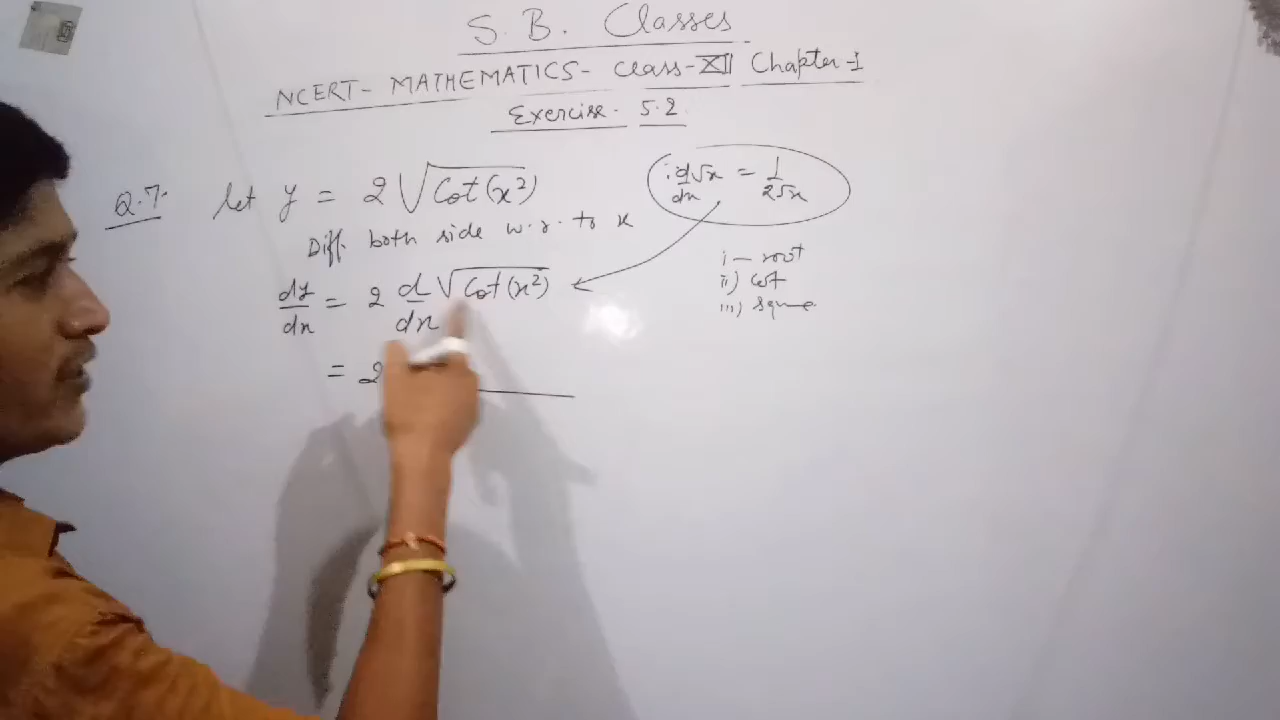 S. B. Classes
NCERT- MATHEMATICS- Class-XII Chapter-1
Exercise- 5.2
Q.7. let y = 2 √Cot(x²)
Diff. both side w.r. to x
dy/dx = 2 d/dx √Cot(x²)
= 2
d/dx √x = 1/2√x
i - root
ii) cot
iii) square